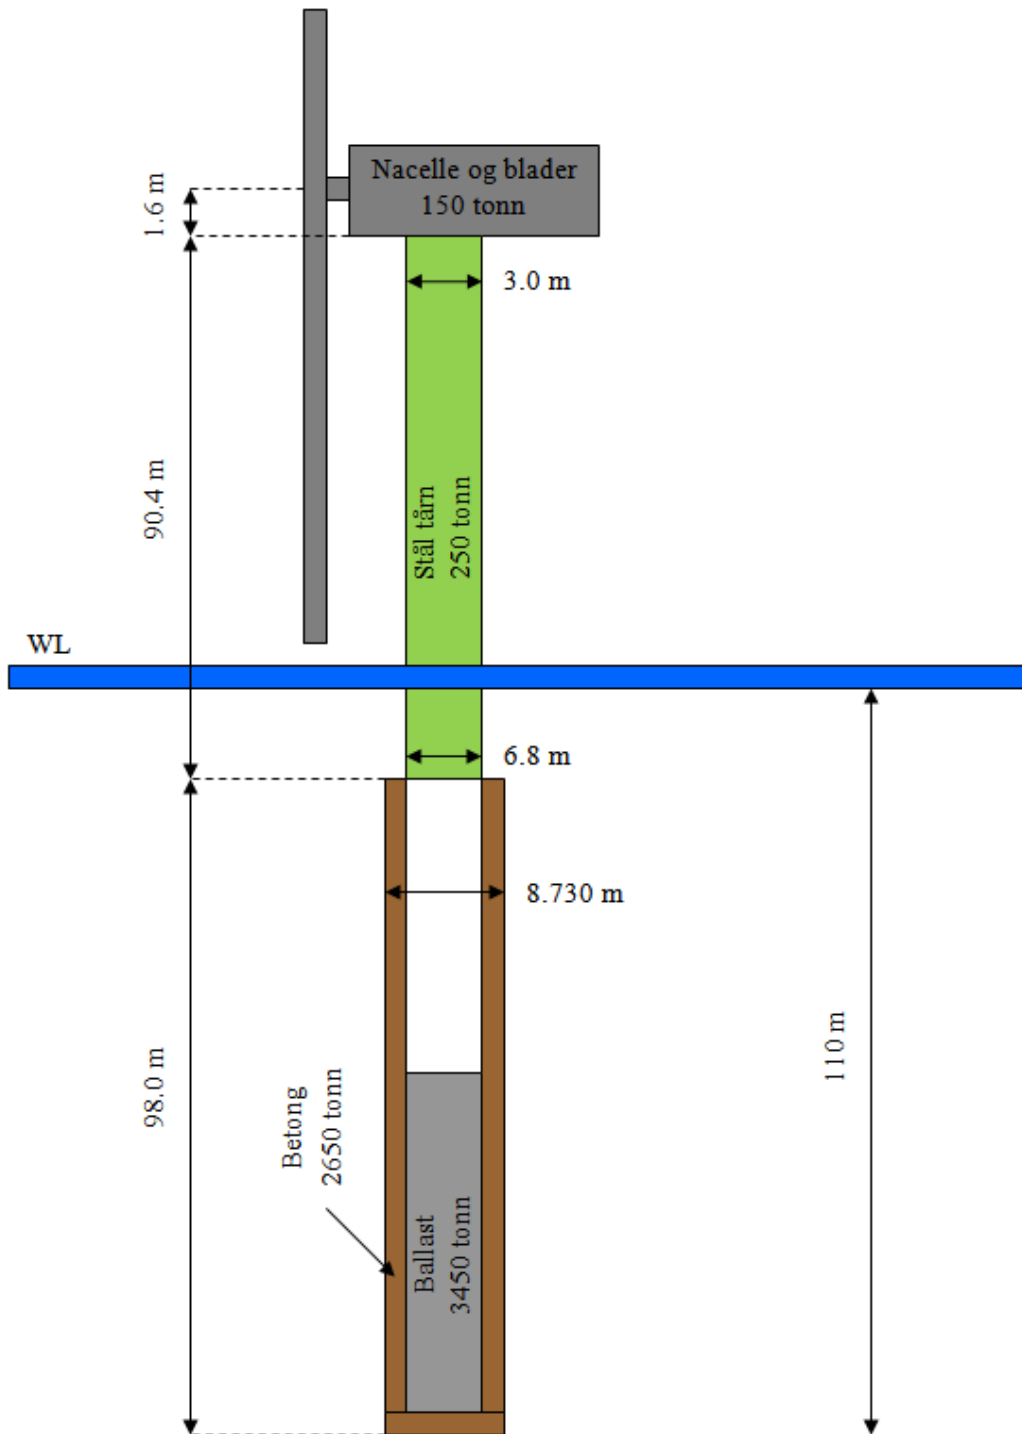 Nacelle og blader
150 tonn
1.6 m
3.0 m
90.4 m
Stål tårn
250 tonn
WL
6.8 m
8.730 m
98.0 m
Betong
2650 tonn
Ballast
3450 tonn
110 m